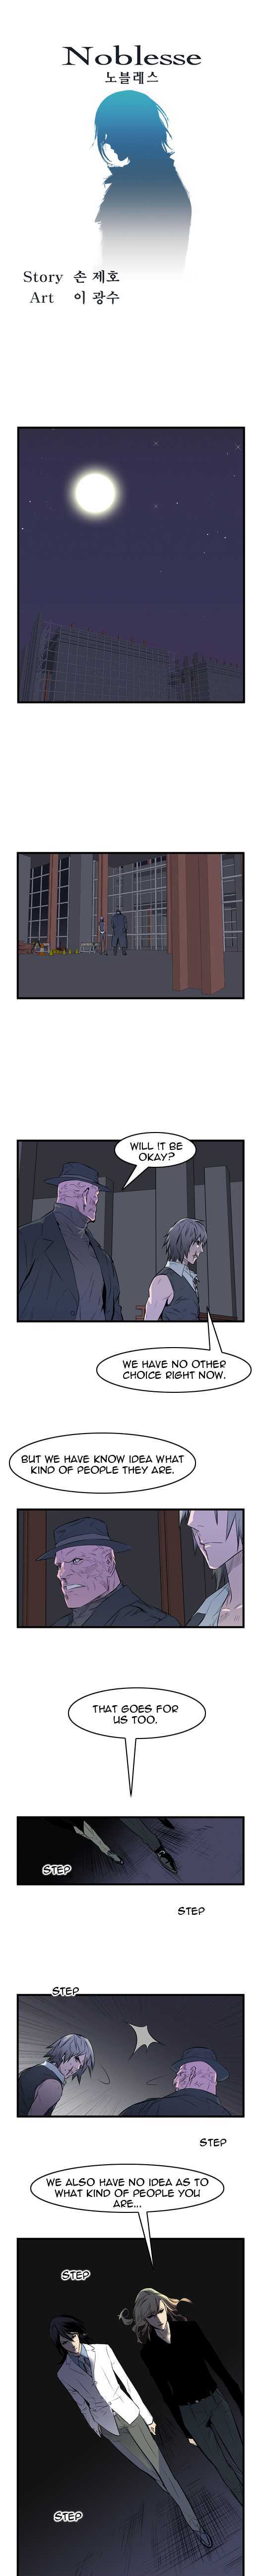 Noblesse
노블레스
Story 손 제호
Art 이 광수
WILL IT BE
OKAY?
WE HAVE NO OTHER
CHOICE RIGHT NOW.
BUT WE HAVE KNOW IDEA WHAT
KIND OF PEOPLE THEY ARE.
THAT GOES FOR
US TOO.
STEP
STEP
STEP
STEP
WE ALSO HAVE NO IDEA AS TO
WHAT KIND OF PEOPLE YOU
ARE...
STEP
STEP